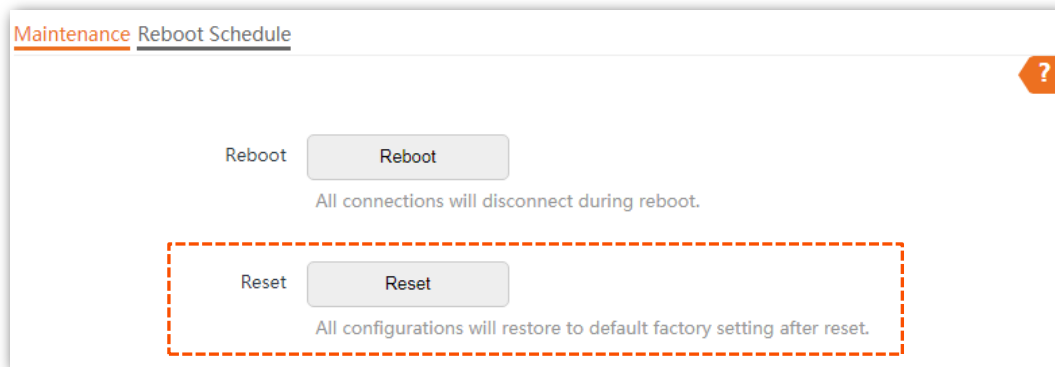 Maintenance Reboot Schedule
?
Reboot Reboot
All connections will disconnect during reboot.
Reset Reset
All configurations will restore to default factory setting after reset.